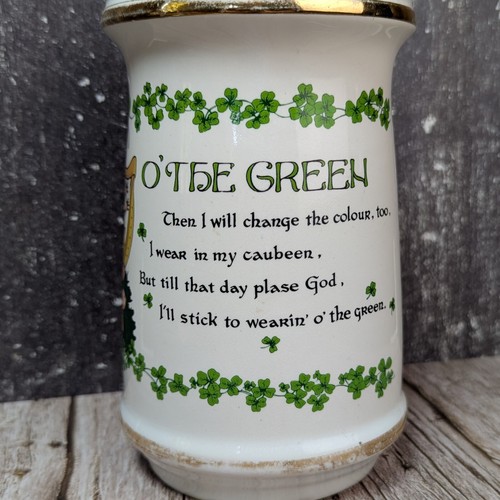 O'THE GREEN
Then I will change the colour, too,
I wear in my caubeen,
But till that day plase God,
I'll stick to wearin' o' the green.